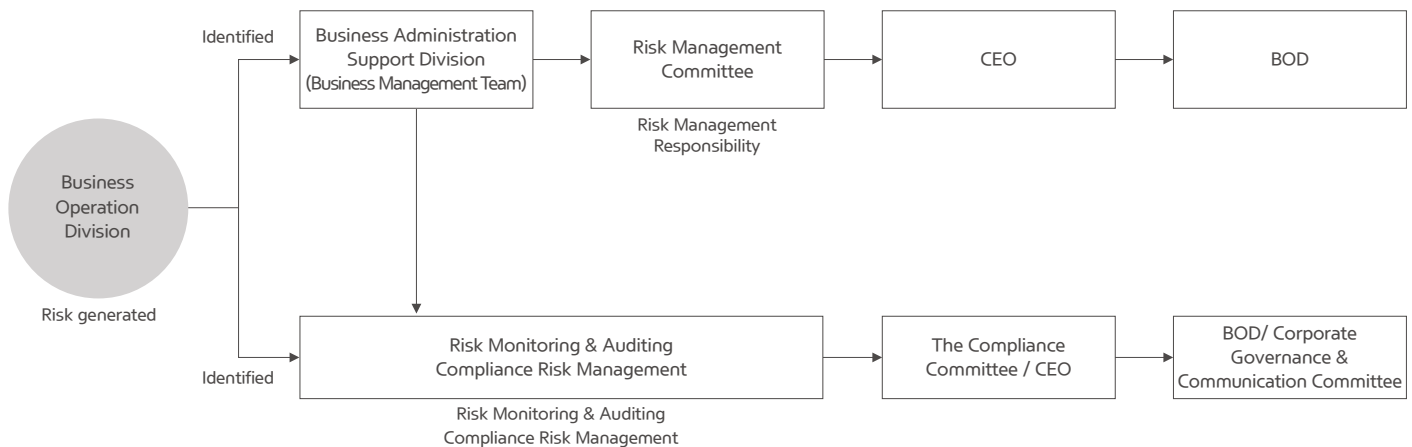 Identified
Business Administration
Support Division
(Business Management Team)
Risk Management
Committee
Risk Management
Responsibility
CEO
BOD
Business
Operation
Division
Risk generated
Identified
Risk Monitoring & Auditing
Compliance Risk Management
Risk Monitoring & Auditing
Compliance Risk Management
The Compliance
Committee / CEO
BOD/ Corporate
Governance &
Communication Committee